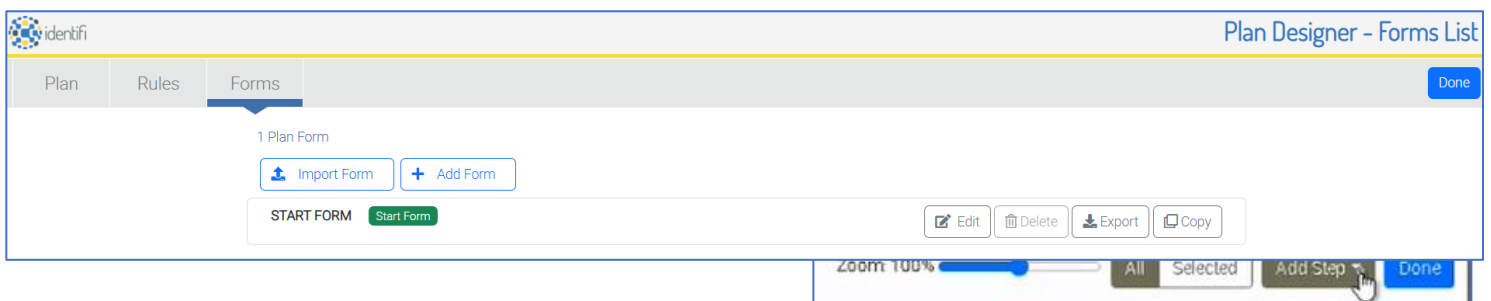 identifi
Plan Designer - Forms List
Plan Rules Forms Done
1 Plan Form
Import Form + Add Form
START FORM Start Form Edit Delete Export Copy
Zoom: 100% All Selected Add Step Done